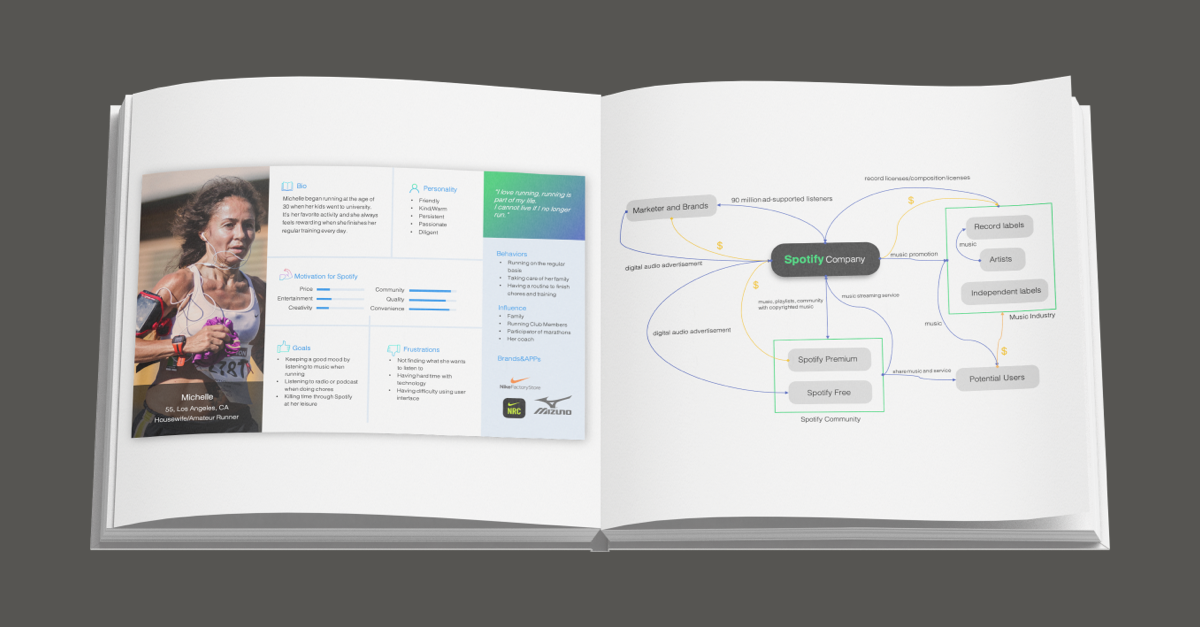 Bio
Michelle began running at the age of
30 when her kids went to university.
It's her favorite activity and she always
feels rewarding when she finishes her
regular training every day.
Personality
• Friendly
• Kind/Warm
• Persistent
• Passionate
• Diligent
"I love running, running is
part of my life.
I cannot live if I no longer
run."
Motivation for Spotify
Price
Entertainment
Creativity
Community
Quality
Convenience
Behaviors
• Running on the regular
basis
• Taking care of her family
• Having a routine to finish
chores and training
Influence
• Family
• Running Club Members
• Participator of marathons
• Her coach
Brands&APPs
NikeFactoryStore
NRC
MIZUNO
Goals
• Keeping a good mood by
listening to music when
running
• Listening to radio or podcast
when doing chores
• Killing time through Spotify
at her leisure
Frustrations
• Not finding what she wants
to listen to
• Having hard time with
technology
• Having difficulty using user
interface
Michelle
55, Los Angeles, CA
Housewife/Amateur Runner
record licenses/composition licenses
Marketer and Brands
90 million ad-supported listeners
$
$
digital audio advertisement
Spotify Company
music promotion
Record labels
music
Artists
Independent labels
Music Industry
$
music, playlists, community
with copyrighted music
music streaming service
digital audio advertisement
music
$
Spotify Premium
Spotify Free
Spotify Community
share music and service
Potential Users